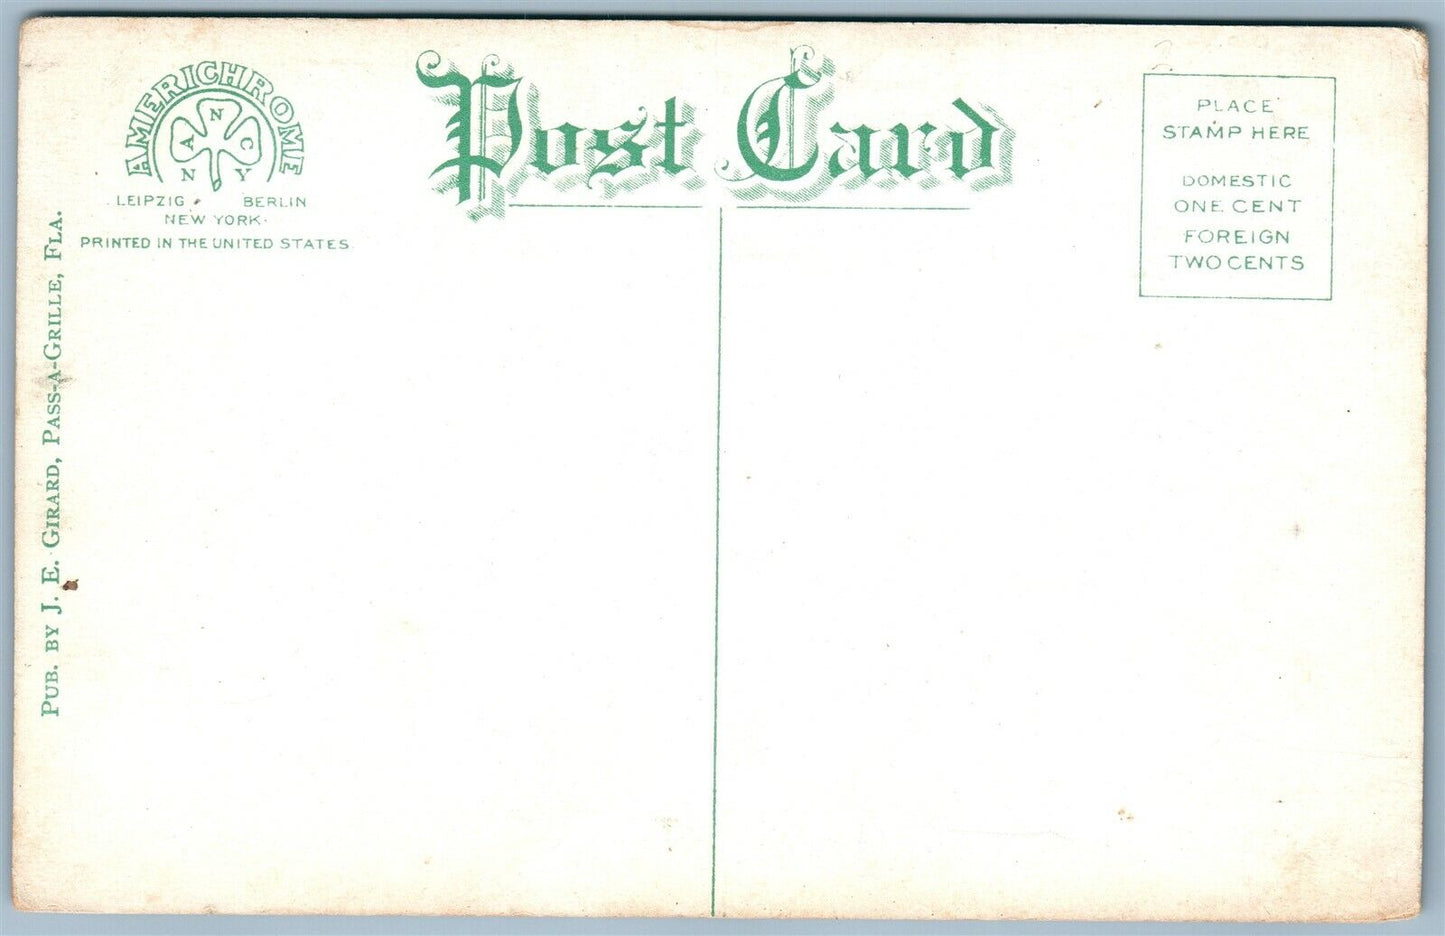 AMERICHROME
A N C
N Y
LEIPZIG BERLIN
NEW YORK.
PRINTED IN THE UNITED STATES.
Post Card
PLACE
STAMP HERE
DOMESTIC
ONE CENT
FOREIGN
TWO CENTS
PUB. BY J. E. GIRARD, PASS-A-GRILLE, FLA.